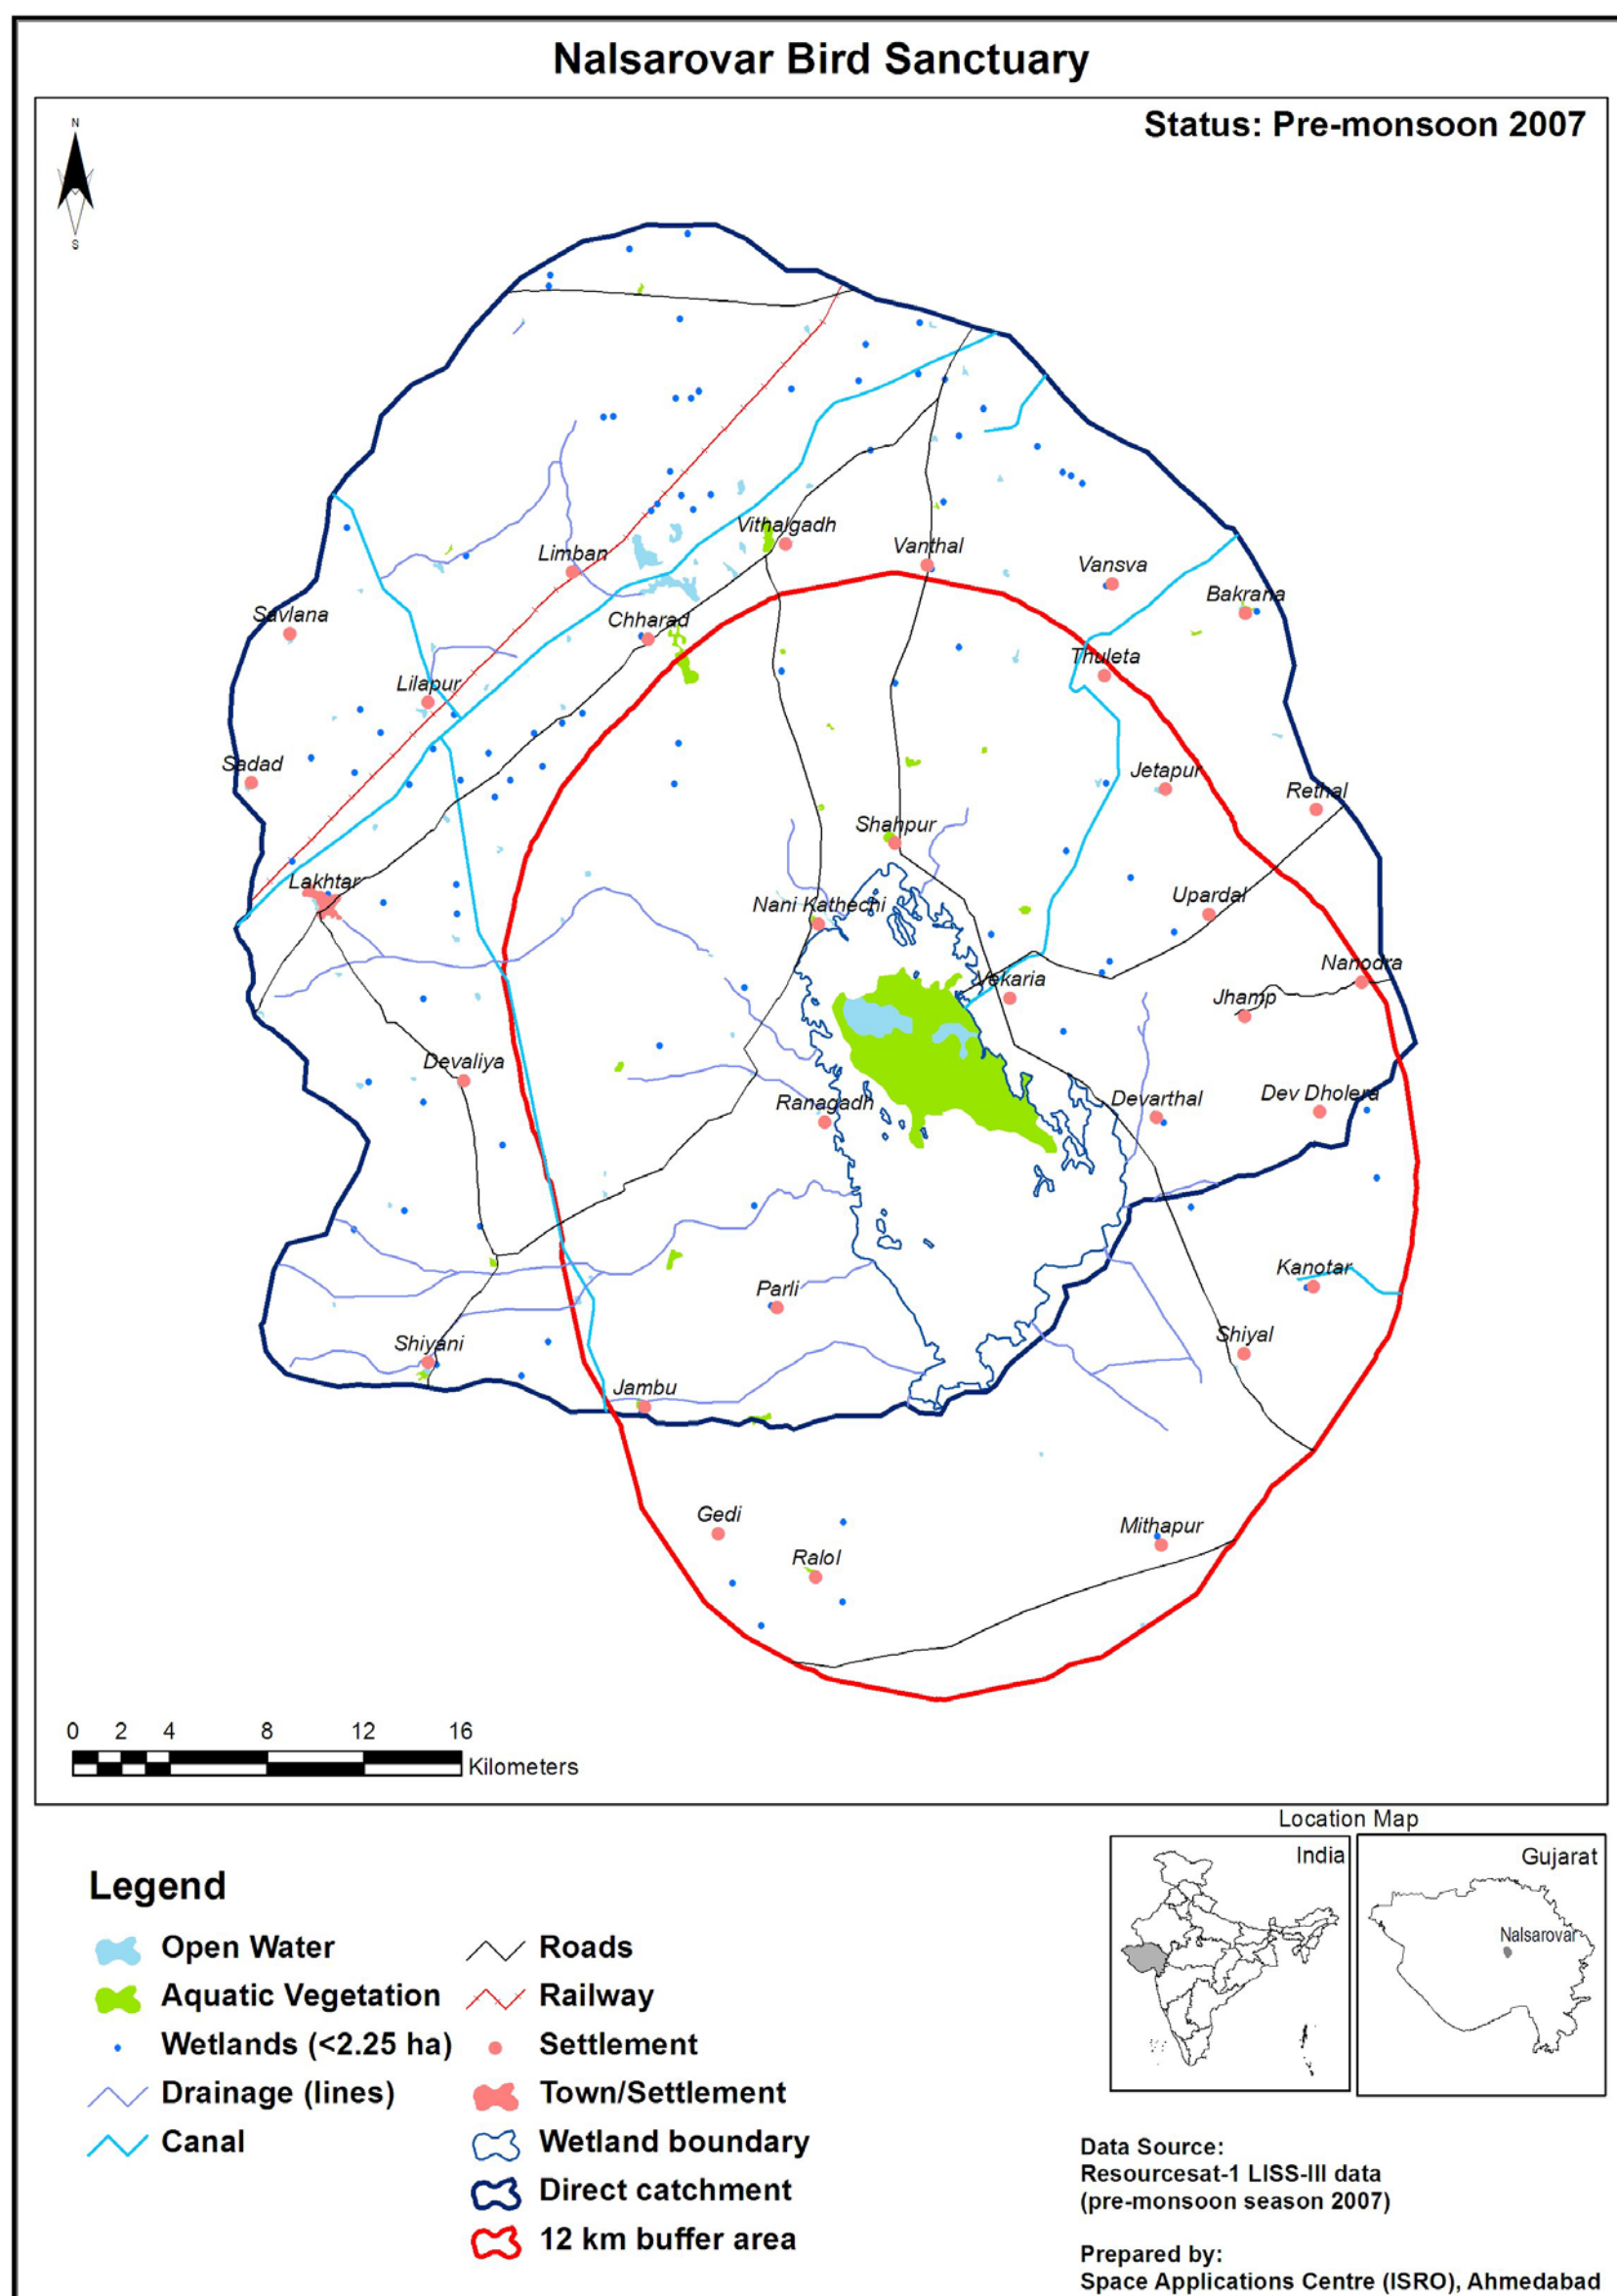 Nalsarovar Bird Sanctuary
Status: Pre-monsoon 2007
N
S
Vithalgadh
Limban
Vanthal
Vansva
Bakrana
Savlana
Chharad
Thuleta
Lilapur
Sadad
Jetapur
Rethal
Shahpur
Lakhtar
Nani Kathechi
Upardal
Vekaria
Nanodra
Jhamp
Devaliya
Ranagadh
Devarthal
Dev Dholera
Parli
Kanotar
Shiyani
Shiyal
Jambu
Gedi
Mithapur
Ralol
0 2 4 8 12 16
Kilometers
Location Map
India
Gujarat
Nalsarovar
Legend
Open Water
Aquatic Vegetation
Wetlands (<2.25 ha)
Drainage (lines)
Canal
Roads
Railway
Settlement
Town/Settlement
Wetland boundary
Direct catchment
12 km buffer area
Data Source:
Resourcesat-1 LISS-III data
(pre-monsoon season 2007)
Prepared by:
Space Applications Centre (ISRO), Ahmedabad